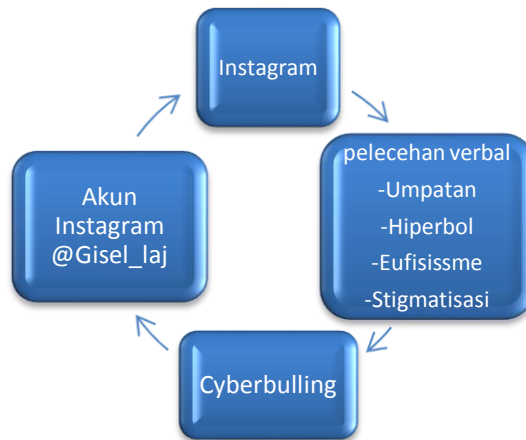 Instagram
pelecehan verbal
-Umpatan
-Hiperbol
-Eufisissme
-Stigmatisasi
Cyberbulling
Akun
Instagram
@Gisel_laj